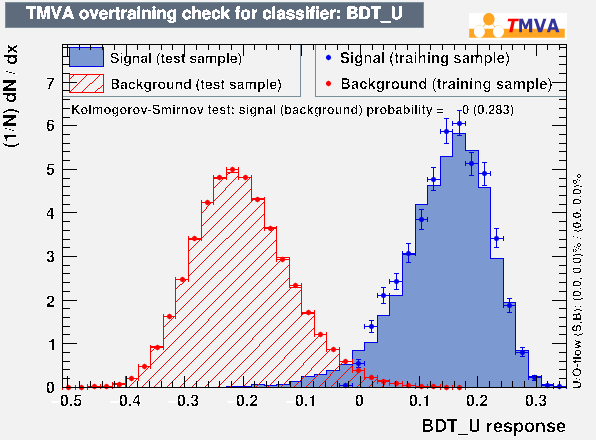 TMVA overtraining check for classifier: BDT_U
TMVA
Signal (test sample)
Background (test sample)
Signal (training sample)
Background (training sample)
Kolmogorov-Smirnov test: signal (background) probability = 0 (0.283)
(1/N) dN / dx
7
6
5
4
3
2
1
0
−0.5 −0.4 −0.3 −0.2 −0.1 0 0.1 0.2 0.3
BDT_U response
U/O-flow (S,B): (0.0, 0.0)% / (0.0, 0.0)%